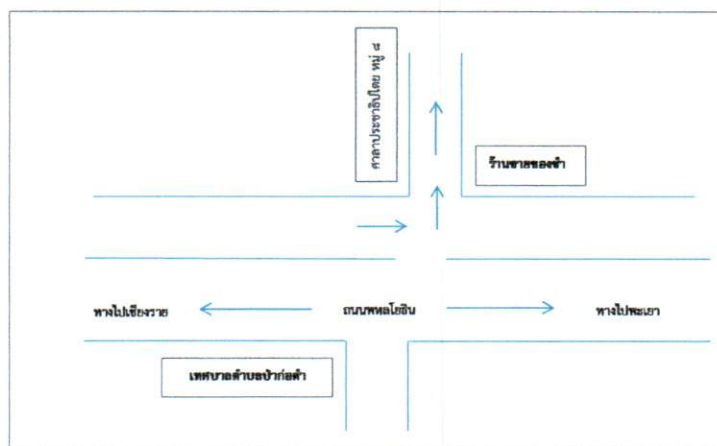 ศาลาประชาธิปไตย หมู่ ๘
ร้านขายของชำ
ทางไปเชียงราย
ถนนพหลโยธิน
ทางไปพะเยา
เทศบาลตำบลป่าก่อดำ